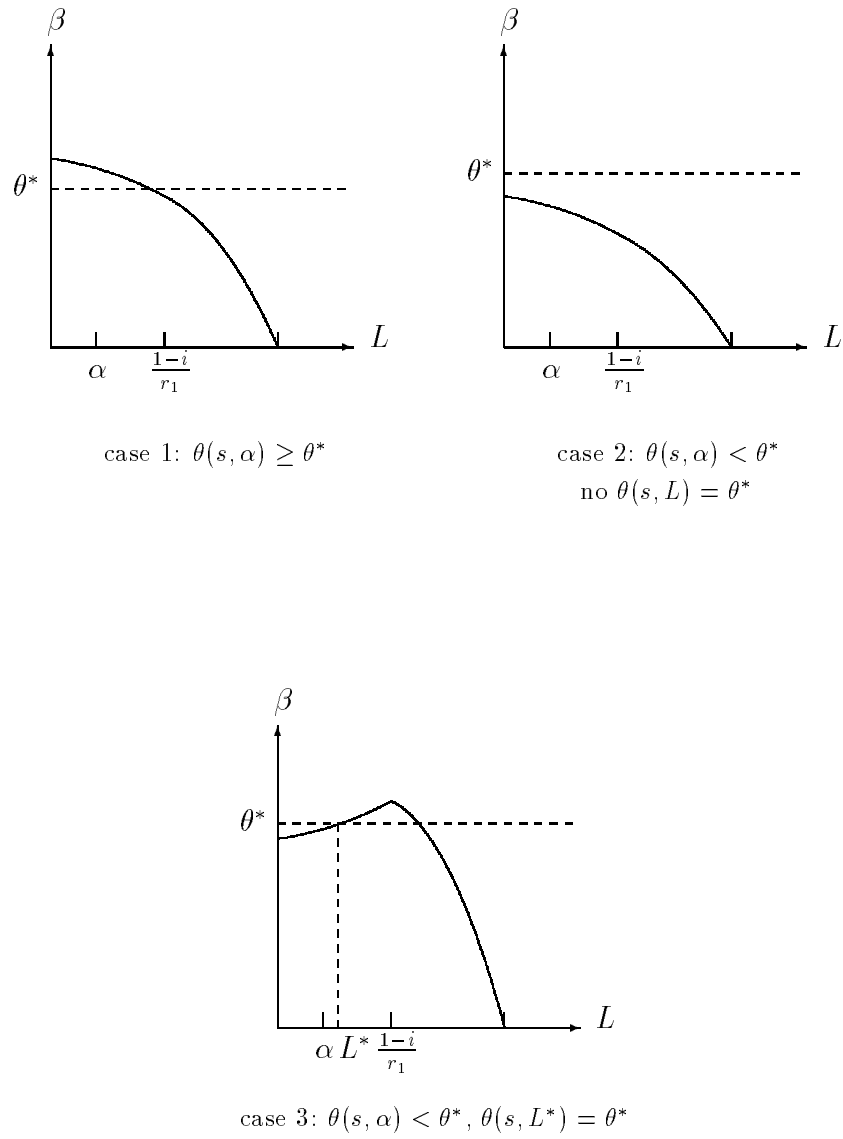 β
β
θ*
θ*
L
L
α
(1−i)/r₁
α
(1−i)/r₁
case 1: θ(s, α) ≥ θ*
case 2: θ(s, α) < θ*
no θ(s, L) = θ*
β
θ*
L
α L* (1−i)/r₁
case 3: θ(s, α) < θ*, θ(s, L*) = θ*